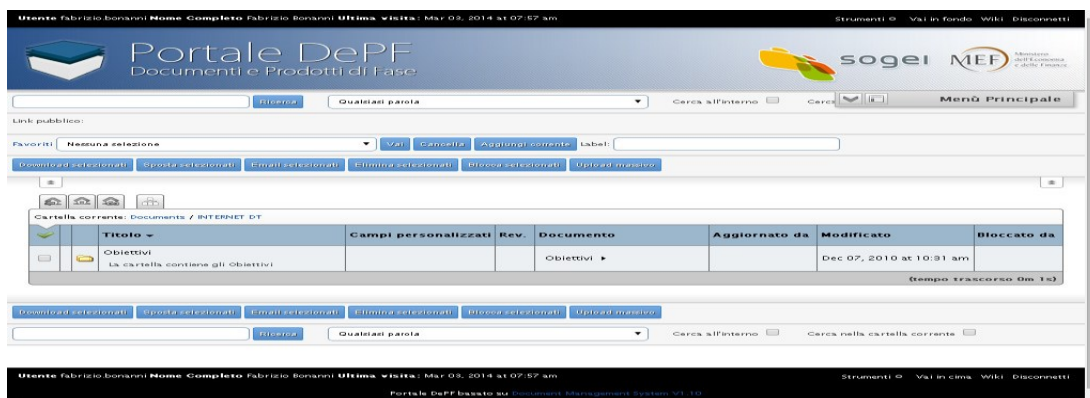 Utente fabrizio.bonanni Nome Completo Fabrizio Bonanni Ultima visita: Mar 03, 2014 at 07:57 am Strumenti Vai in fondo Wiki Disconnetti
Portale DePF
Documenti e Prodotti di Fase
sogei MEF Ministero dell'Economia e delle Finanze
Ricerca Qualsiasi parola Cerca all'interno Cerca Menù Principale
Link pubblico:
Favoriti Nessuna selezione Vai Cancella Aggiungi corrente Label:
Download selezionati Sposta selezionati Email selezionati Elimina selezionati Blocca selezionati Upload massivo
Cartella corrente: Documents / INTERNET DT
Titolo Campi personalizzati Rev. Documento Aggiornato da Modificato Bloccato da
Obiettivi
La cartella contiene gli Obiettivi
Obiettivi
Dec 07, 2010 at 10:31 am
(tempo trascorso 0m 1s)
Download selezionati Sposta selezionati Email selezionati Elimina selezionati Blocca selezionati Upload massivo
Ricerca Qualsiasi parola Cerca all'interno Cerca nella cartella corrente
Utente fabrizio.bonanni Nome Completo Fabrizio Bonanni Ultima visita: Mar 03, 2014 at 07:57 am Strumenti Vai in cima Wiki Disconnetti
Portale DePF basato su Document Management System V1.10